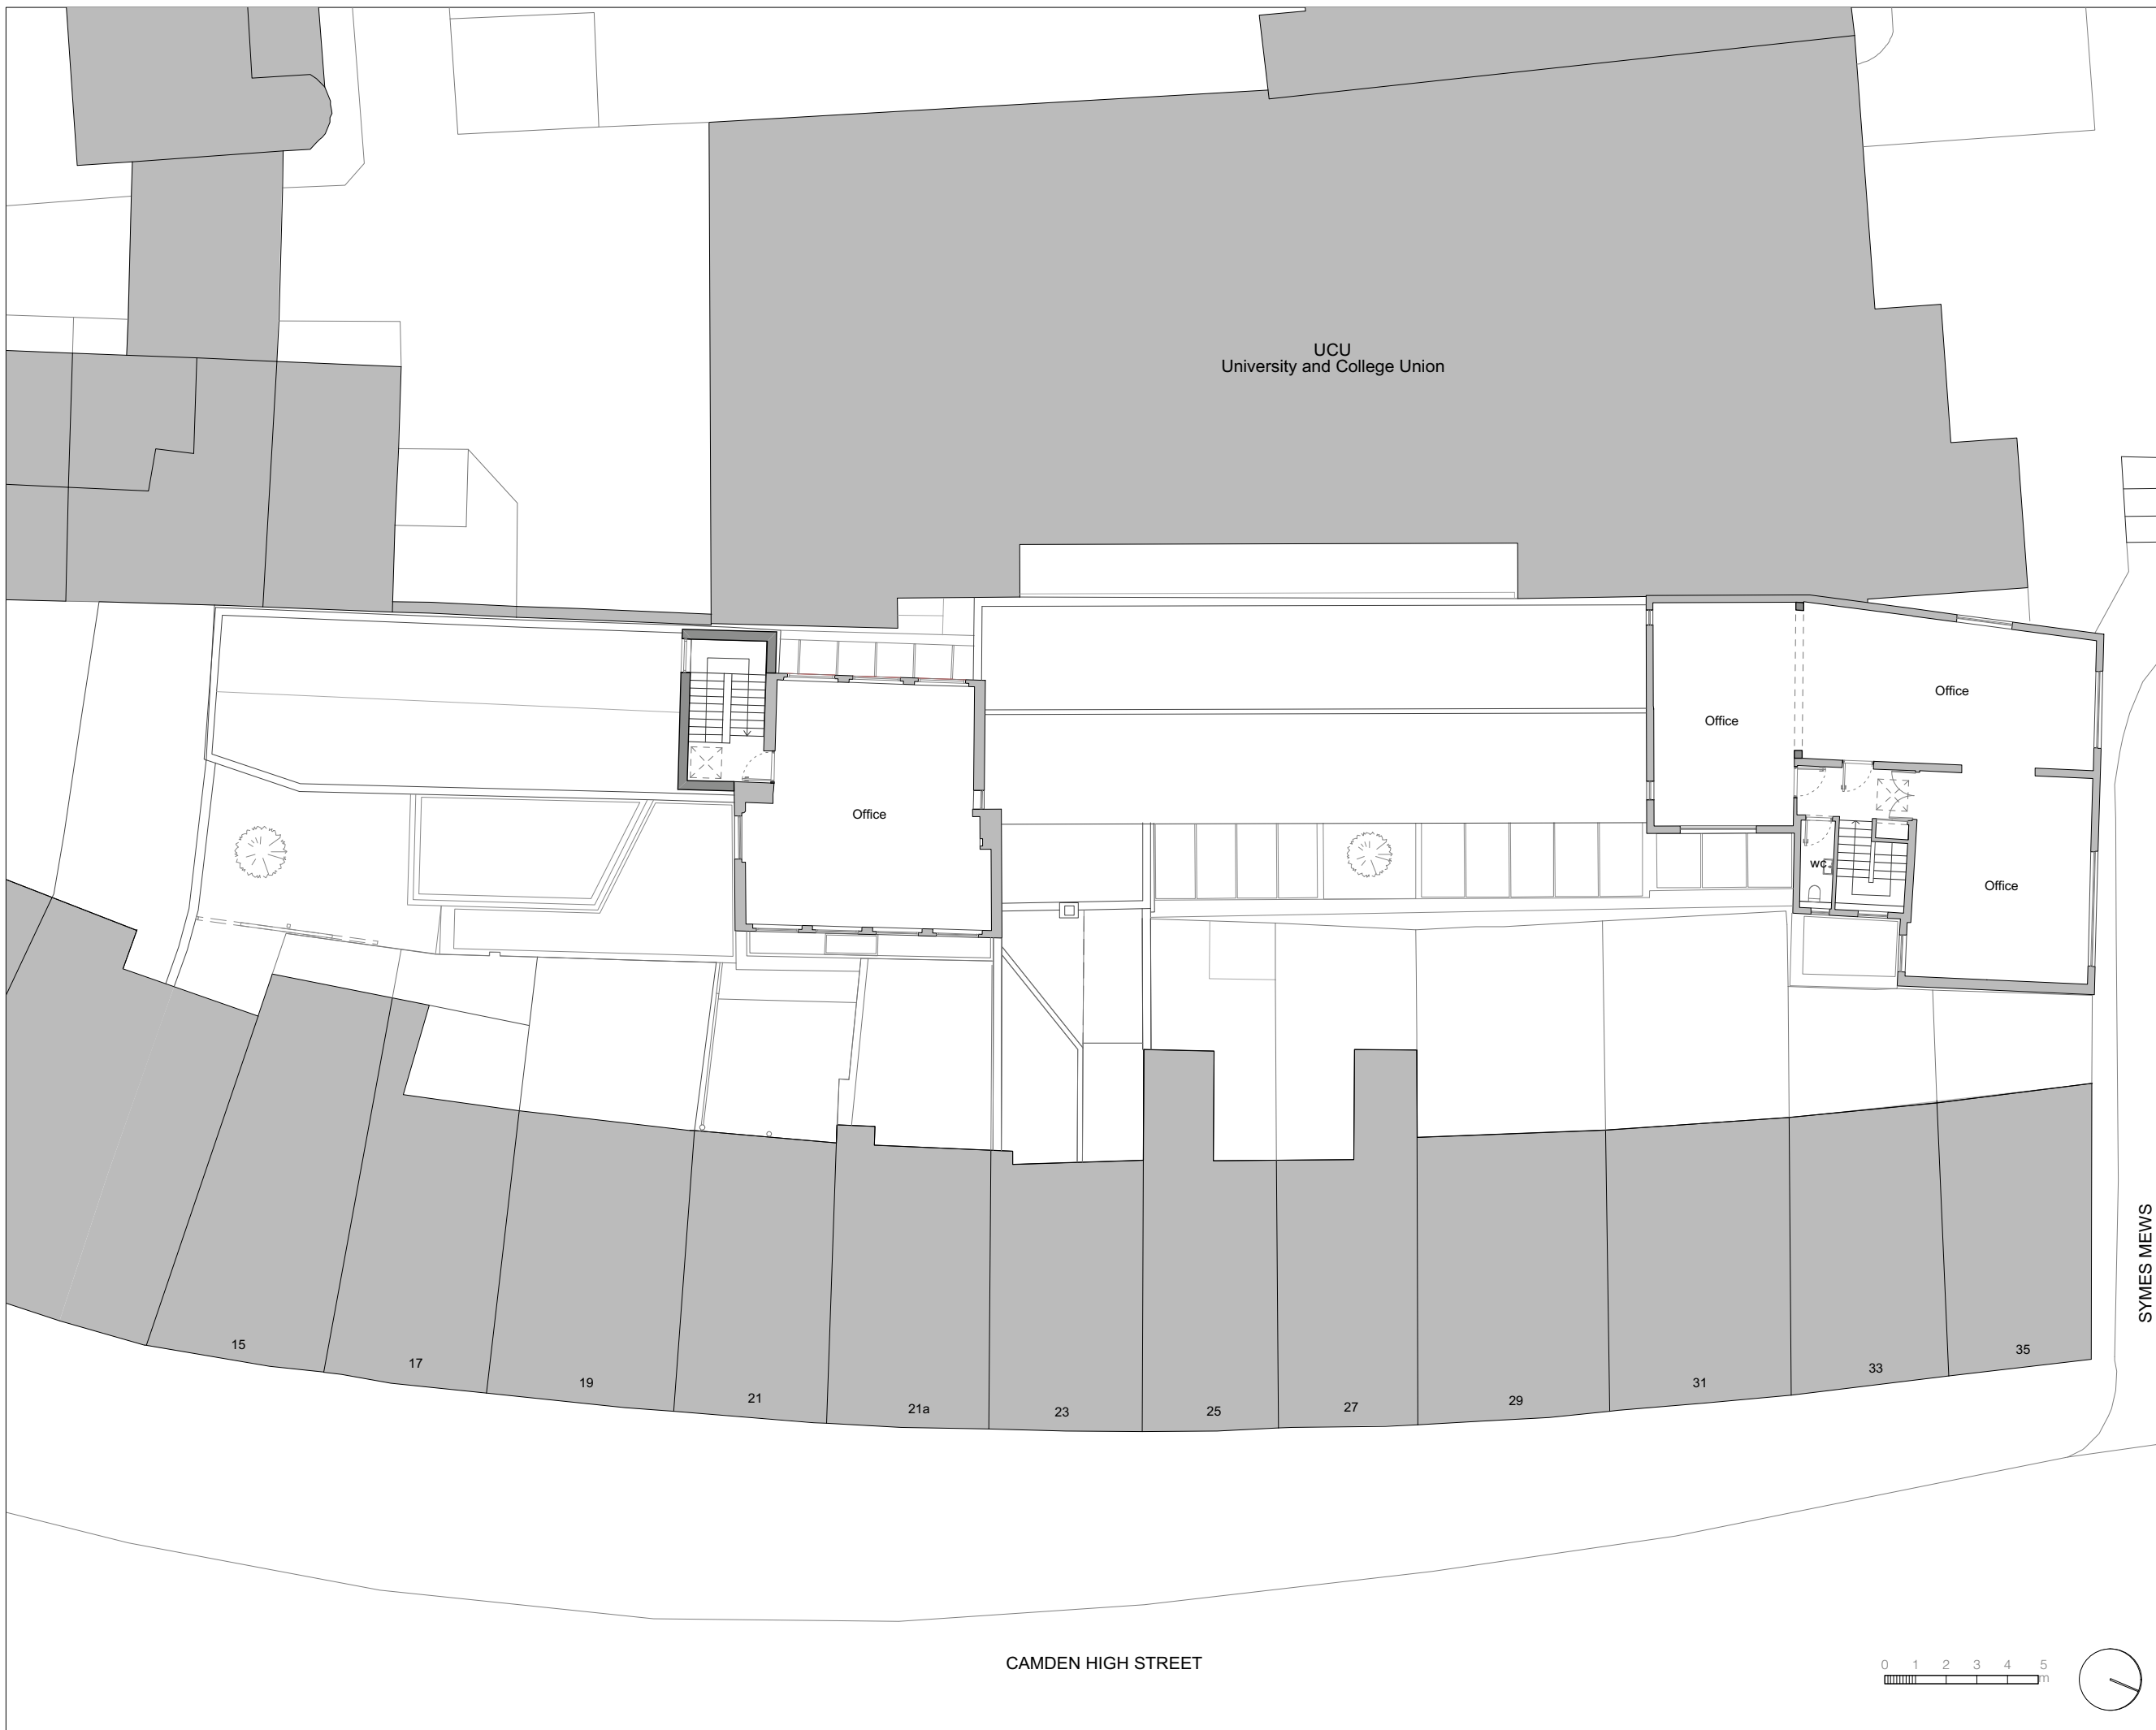 UCU
University and College Union
Office
Office
Office
WC
Office
SYMES MEWS
15
17
19
21
21a
23
25
27
29
31
33
35
CAMDEN HIGH STREET
0 1 2 3 4 5
m